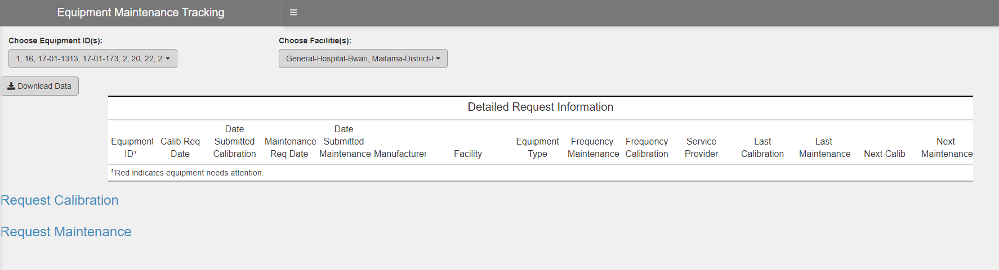 Equipment Maintenance Tracking
Choose Equipment ID(s):
Choose Facilitie(s):
1, 16, 17-01-1313, 17-01-173, 2, 20, 22, 2
General-Hospital-Bwari, Maitama-District-
Download Data
Detailed Request Information
Equipment ID¹
Calib Req Date
Date Submitted Calibration
Maintenance Req Date
Date Submitted Maintenance
Manufacturer
Facility
Equipment Type
Frequency Maintenance
Frequency Calibration
Service Provider
Last Calibration
Last Maintenance
Next Calib
Next Maintenance
¹ Red indicates equipment needs attention.
Request Calibration
Request Maintenance